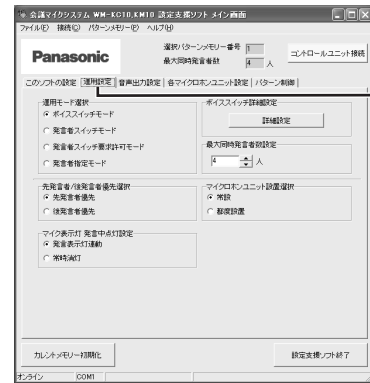 会議マイクシステム WM-KC10,KM10 設定支援ソフト メイン画面
ファイル(F) 接続(C) パターンメモリー(P) ヘルプ(H)
Panasonic
選択パターンメモリー番号 1
最大同時発言者数 4 人
コントロールユニット接続
このソフトの設定 運用設定 音声出力設定 各マイクロホンユニット設定 パターン制御
運用モード選択
ボイススイッチモード
発言者スイッチモード
発言者スイッチ要求許可モード
発言者指定モード
ボイススイッチ詳細設定
詳細設定
最大同時発言者数設定
4 人
先発言者/後発言者優先選択
先発言者優先
後発言者優先
マイクロホンユニット設置選択
常設
都度設置
マイク表示灯 発言中点灯設定
発言表示灯連動
常時消灯
カレントメモリー初期化
設定支援ソフト終了
オンライン COM1